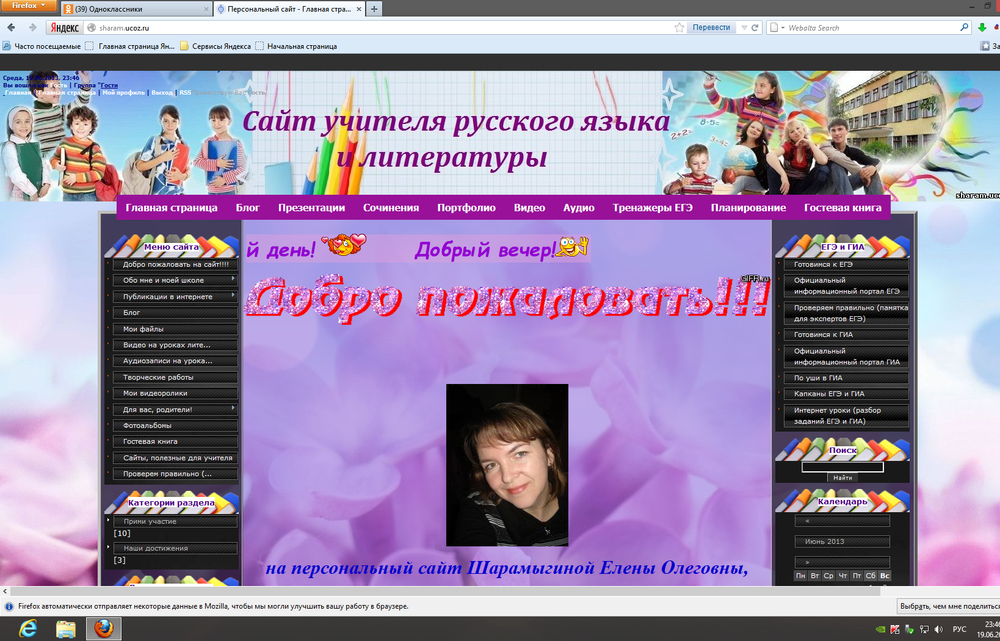 Firefox
(39) Одноклассники
Персональный сайт - Главная стра...
Яндекс
sharam.ucoz.ru
Перевести
Webalta Search
Часто посещаемые
Главная страница Ян...
Сервисы Яндекса
Начальная страница
За
Среда, 19.06.2013, 23:46
Вы вошли как Гость | Группа "Гости
Главная | Главная страница | Мой профиль | Выход | RSS Приветствую Вас Гость
Сайт учителя русского языка
и литературы
2+2=
8-5=
3+4=
sharam.uco
Главная страница Блог Презентации Сочинения Портфолио Видео Аудио Тренажеры ЕГЭ Планирование Гостевая книга
Меню сайта
Добро пожаловать на сайт!!!!
Обо мне и моей школе
Публикации в интернете
Блог
Мои файлы
Видео на уроках лите...
Аудиозаписи на урока...
Творческие работы
Мои видеоролики
Для вас, родители!
Фотоальбомы
Гостевая книга
Сайты, полезные для учителя
Проверем правильно (...
Категории раздела
Прими участие
[10]
Наши достижения
[3]
й день! Добрый вечер!
GIFR.ru
Добро пожаловать!!!
на персональный сайт Шарамыгиной Елены Олеговны,
ЕГЭ и ГИА
Готовимся к ЕГЭ
Официальный
информационный портал ЕГЭ
Проверяем правильно (памятка
для экспертов ЕГЭ)
Готовимся к ГИА
Официальный
информационный портал ГИА
По уши в ГИА
Капканы ЕГЭ и ГИА
Интернет уроки (разбор
заданий ЕГЭ и ГИА)
Поиск
Найти
Календарь
«
Июнь 2013
»
Пн Вт Ср Чт Пт Сб Вс
Firefox автоматически отправляет некоторые данные в Mozilla, чтобы мы могли улучшить вашу работу в браузере.
Выбрать, чем мне поделиться
РУС
23:46
19.06.20